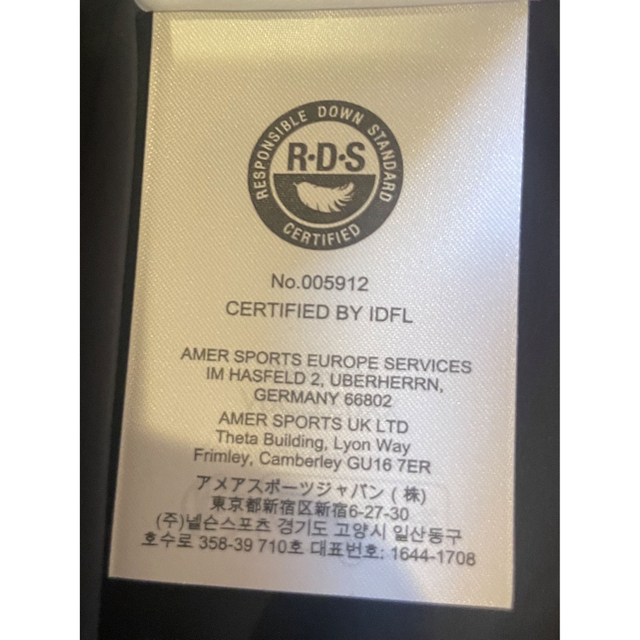 RESPONSIBLE DOWN STANDARD
R·D·S
CERTIFIED
No.005912
CERTIFIED BY IDFL
AMER SPORTS EUROPE SERVICES
IM HASFELD 2, UBERHERRN,
GERMANY 66802
AMER SPORTS UK LTD
Theta Building, Lyon Way
Frimley, Camberley GU16 7ER
アメアスポーツジャパン (株)
東京都新宿区新宿6-27-30
(주)넬슨스포츠 경기도 고양시 일산동구
호수로 358-39 710호 대표번호: 1644-1708